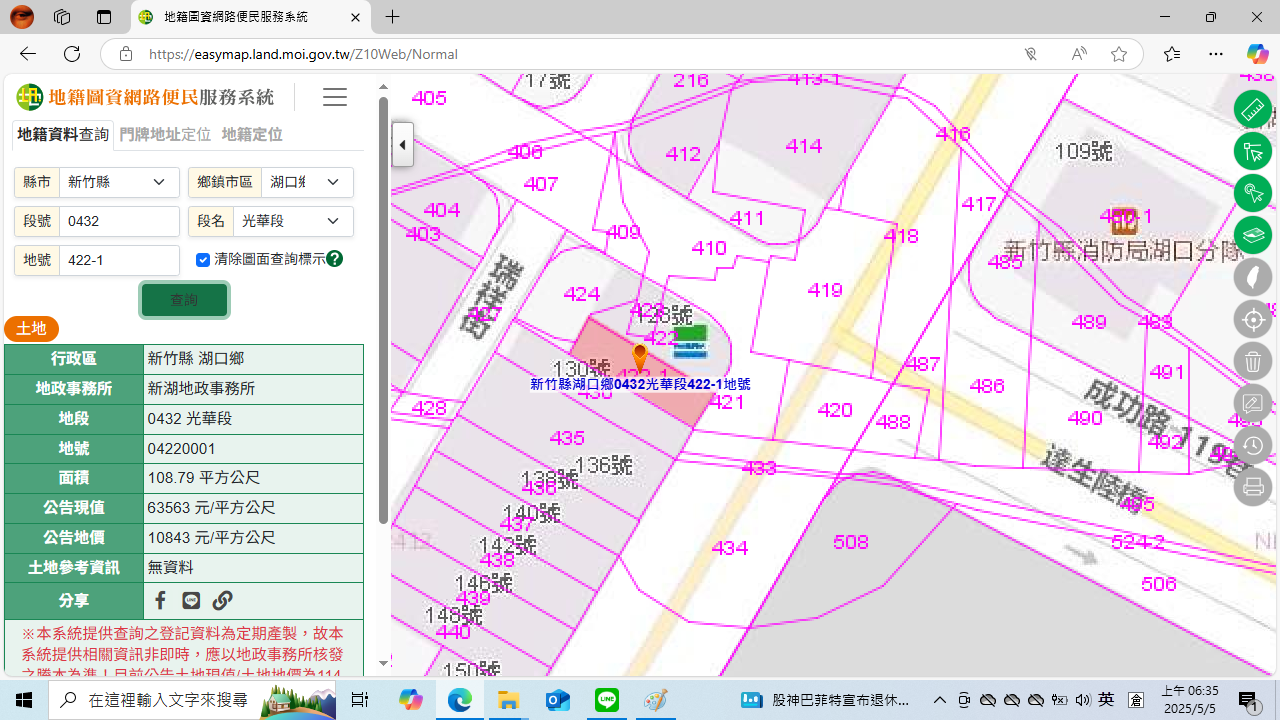 地籍圖資網路便民服務系統
https://easymap.land.moi.gov.tw/Z10Web/Normal
地籍圖資網路便民服務系統
地籍資料查詢 門牌地址定位 地籍定位
縣市 新竹縣 鄉鎮市區 湖口鄉
段號 0432 段名 光華段
地號 422-1 清除圖面查詢標示
查詢
土地
行政區 新竹縣 湖口鄉
地政事務所 新湖地政事務所
地段 0432 光華段
地號 04220001
面積 108.79 平方公尺
公告現值 63563 元/平方公尺
公告地價 10843 元/平方公尺
土地參考資訊 無資料
分享
※本系統提供查詢之登記資料為定期產製，故本
系統提供相關資訊非即時，應以地政事務所核發
之謄本為準！目前公告土地現值/土地地價為114
17號
216
413-1
405
406
407
412
414
416
109號
404
403
409
411
410
417
418
新竹縣消防局湖口分隊
485
瑞祥街
424
128號
422
419
489
483
130號
新竹縣湖口鄉0432光華段422-1地號
430
421
428
420
487
486
488
491
490
492
成功路119巷
達生陸橋
435
136號
138號
436
140號
437
142號
438
146號
439
148號
440
150號
433
434
508
495
524-2
506
在這裡輸入文字來搜尋
股神巴菲特宣布退休...
英
上午 06:35
2025/5/5
1